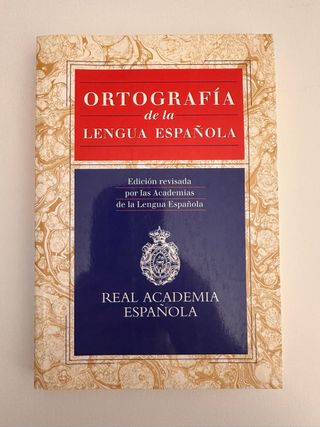 ORTOGRAFÍA
de la
LENGUA ESPAÑOLA
Edición revisada
por las Academias
de la Lengua Española
REAL ACADEMIA
ESPAÑOLA